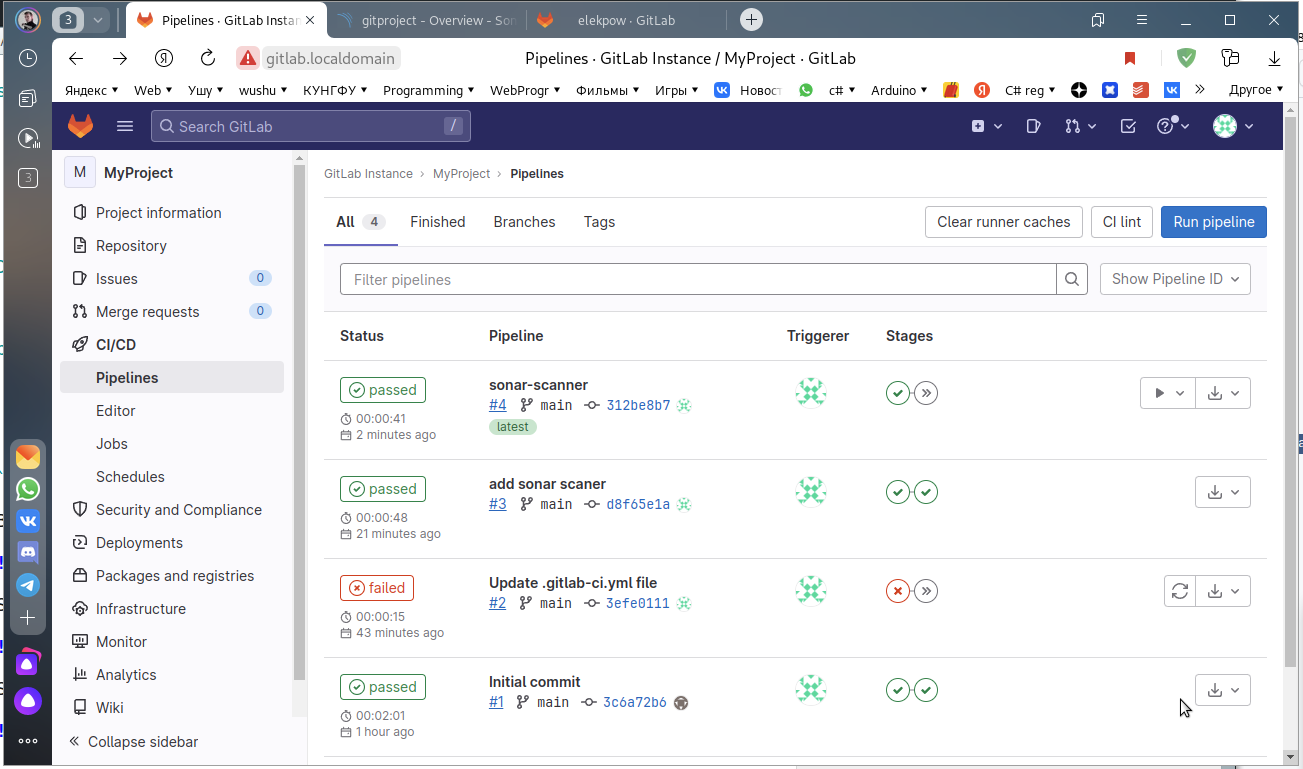 3 Pipelines · GitLab Instan gitproject - Overview - Son elekpow · GitLab
gitlab.localdomain Pipelines · GitLab Instance / MyProject · GitLab
Яндекс Web Ушу wushu КУНГФУ Programming WebProgr Фильмы Игры Новост c# Arduino C# reg Другое
Search GitLab /
3
M MyProject
Project information
Repository
Issues 0
Merge requests 0
CI/CD
Pipelines
Editor
Jobs
Schedules
Security and Compliance
Deployments
Packages and registries
Infrastructure
Monitor
Analytics
Wiki
Collapse sidebar
GitLab Instance › MyProject › Pipelines
All 4 Finished Branches Tags Clear runner caches CI lint Run pipeline
Filter pipelines Show Pipeline ID
Status Pipeline Triggerer Stages
passed sonar-scanner
#4 main 312be8b7
00:00:41
2 minutes ago latest
passed add sonar scaner
#3 main d8f65e1a
00:00:48
21 minutes ago
failed Update .gitlab-ci.yml file
#2 main 3efe0111
00:00:15
43 minutes ago
passed Initial commit
#1 main 3c6a72b6
00:02:01
1 hour ago